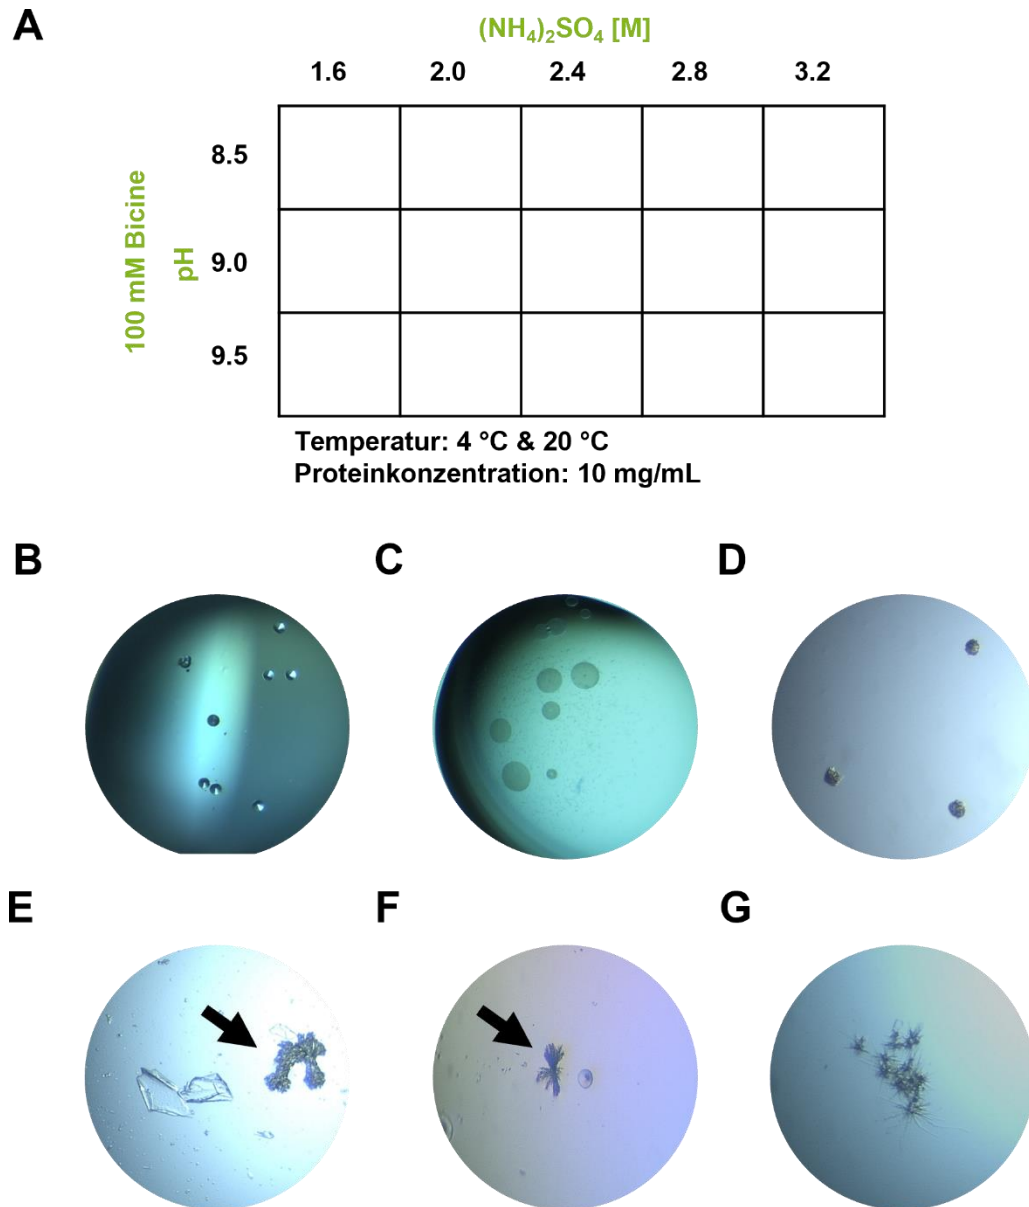 A
(NH4)2SO4 [M]
1.6 2.0 2.4 2.8 3.2
100 mM Bicine
pH
8.5
9.0
9.5
Temperatur: 4 °C & 20 °C
Proteinkonzentration: 10 mg/mL
B C D
E F G